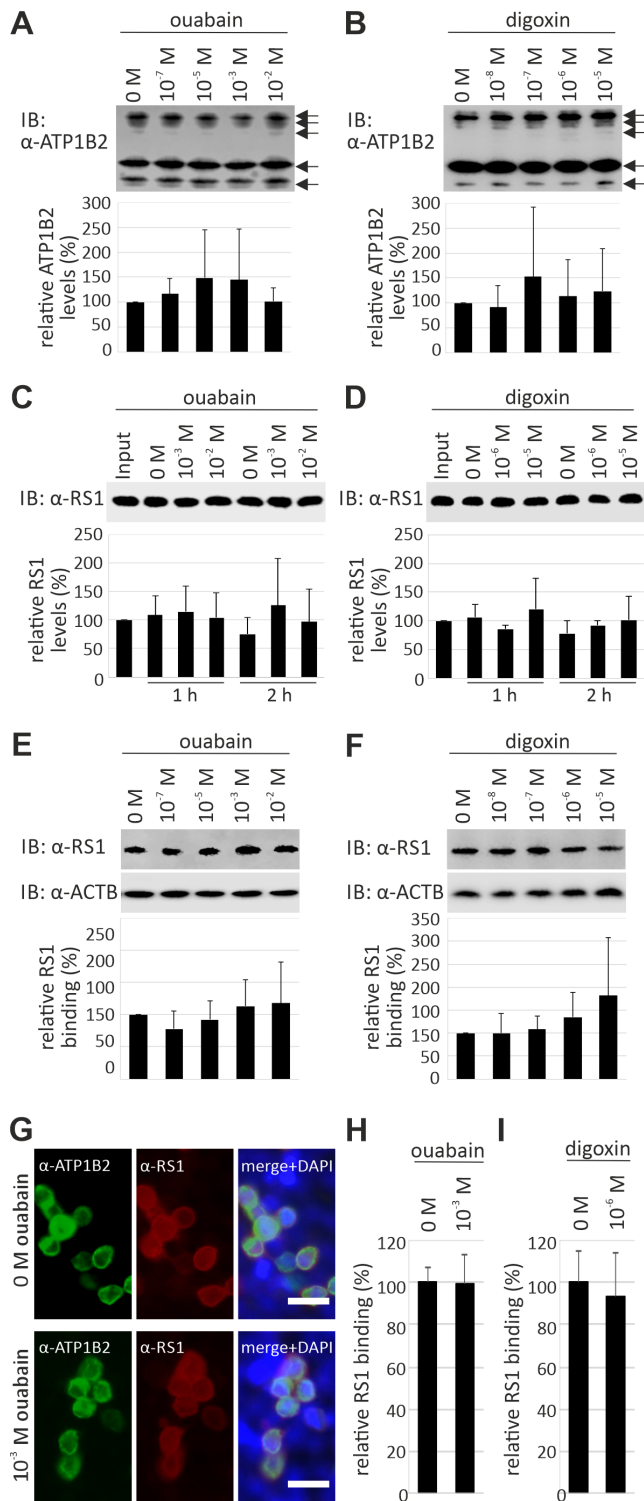 A
ouabain
0 M
10⁻⁷ M
10⁻⁵ M
10⁻³ M
10⁻² M
IB:
α-ATP1B2
relative ATP1B2
levels (%)
300
250
200
150
100
50
0
B
digoxin
0 M
10⁻⁸ M
10⁻⁷ M
10⁻⁶ M
10⁻⁵ M
IB:
α-ATP1B2
relative ATP1B2
levels (%)
300
250
200
150
100
50
0
C
ouabain
Input
0 M
10⁻³ M
10⁻² M
0 M
10⁻³ M
10⁻² M
IB: α-RS1
relative RS1
levels (%)
250
200
150
100
50
0
1 h
2 h
D
digoxin
Input
0 M
10⁻⁶ M
10⁻⁵ M
0 M
10⁻⁶ M
10⁻⁵ M
IB: α-RS1
relative RS1
levels (%)
250
200
150
100
50
0
1 h
2 h
E
ouabain
0 M
10⁻⁷ M
10⁻⁵ M
10⁻³ M
10⁻² M
IB: α-RS1
IB: α-ACTB
relative RS1
binding (%)
250
100
150
50
0
F
digoxin
0 M
10⁻⁸ M
10⁻⁷ M
10⁻⁶ M
10⁻⁵ M
IB: α-RS1
IB: α-ACTB
relative RS1
binding (%)
350
300
250
200
100
150
50
0
G
0 M ouabain
α-ATP1B2
α-RS1
merge+DAPI
10⁻³ M ouabain
α-ATP1B2
α-RS1
merge+DAPI
H
ouabain
0 M
10⁻³ M
relative RS1 binding (%)
120
100
80
60
40
20
0
I
digoxin
0 M
10⁻⁶ M
relative RS1 binding (%)
120
100
80
60
40
20
0